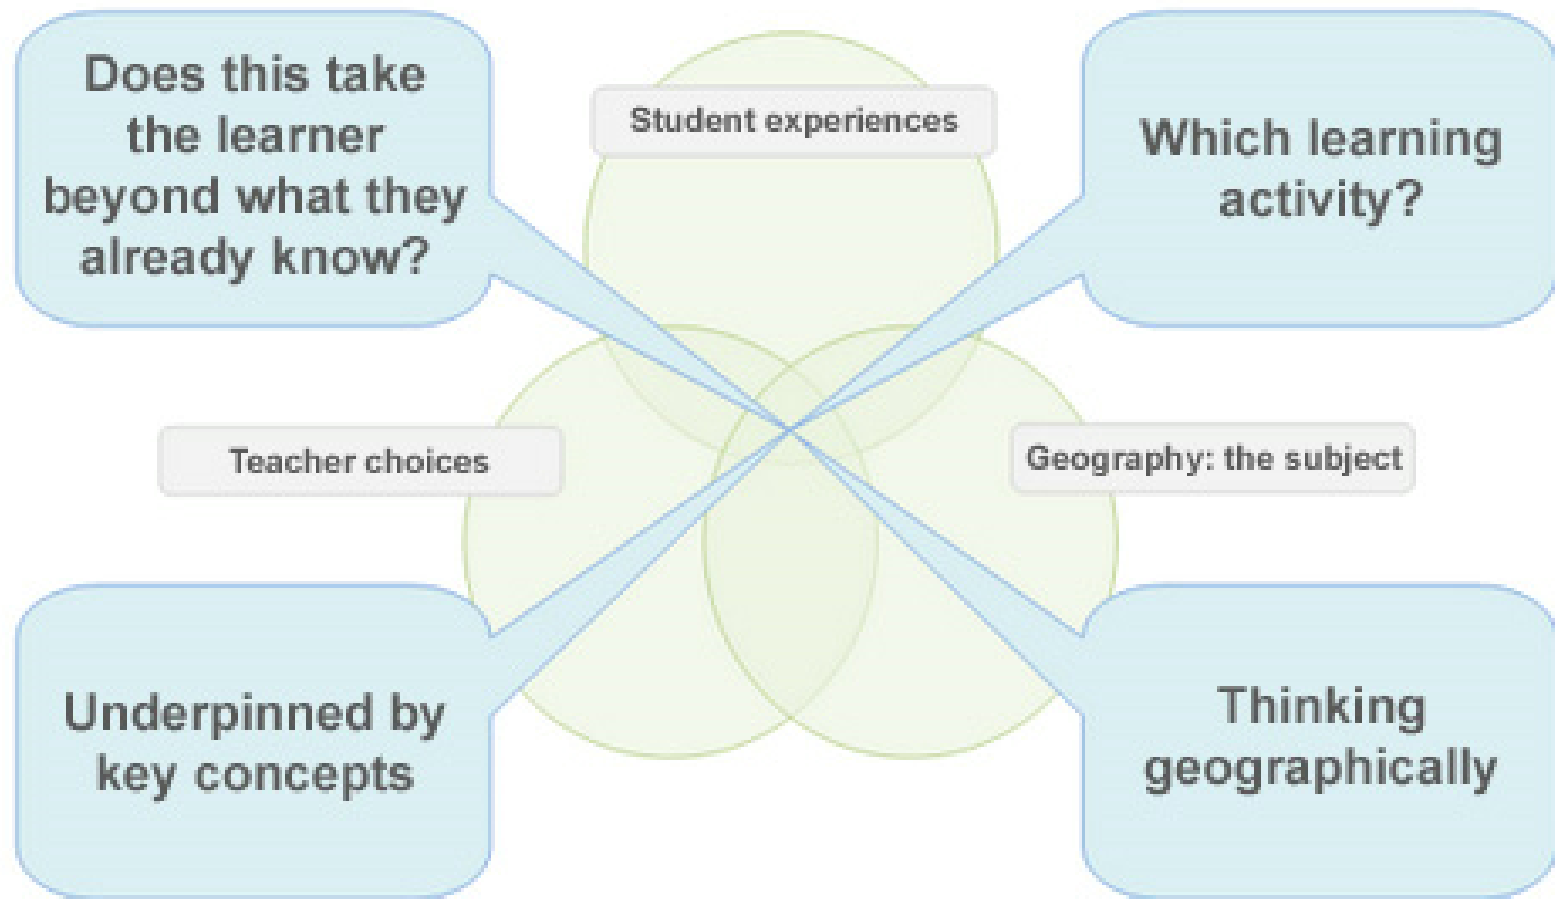 Does this take
the learner
beyond what they
already know?
Student experiences
Which learning
activity?
Teacher choices
Geography: the subject
Underpinned by
key concepts
Thinking
geographically